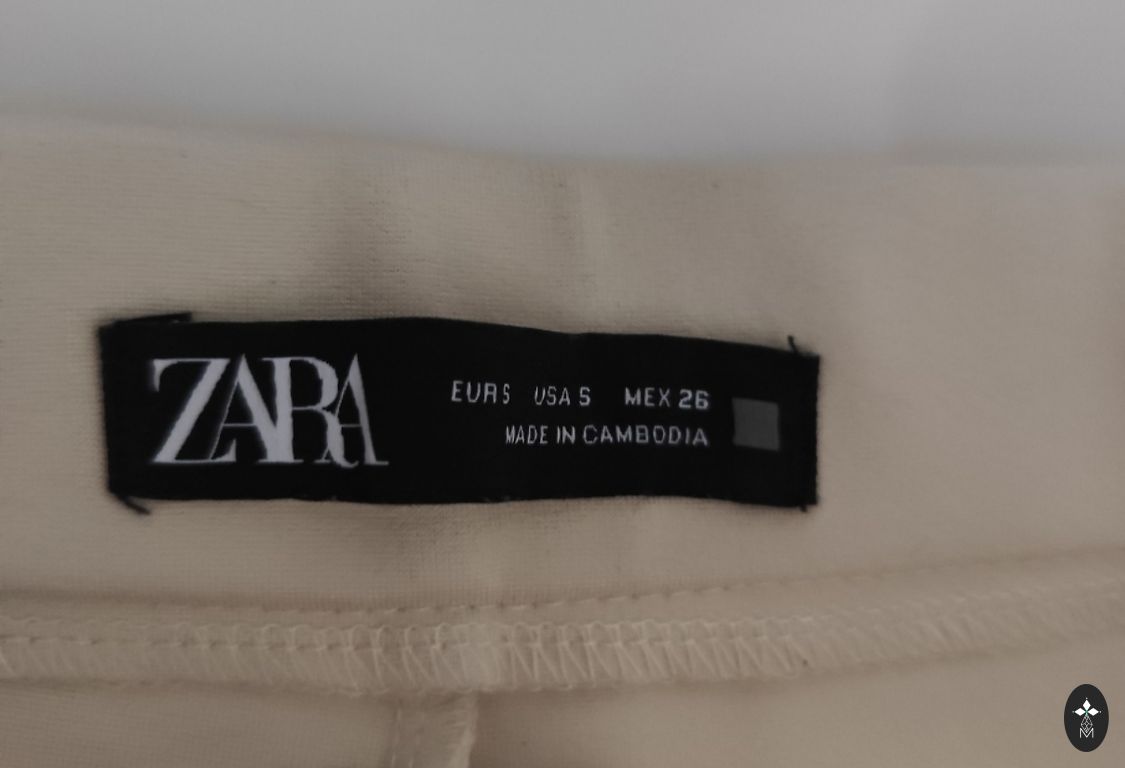 ZARA
EUR S USA S MEX 26
MADE IN CAMBODIA
M